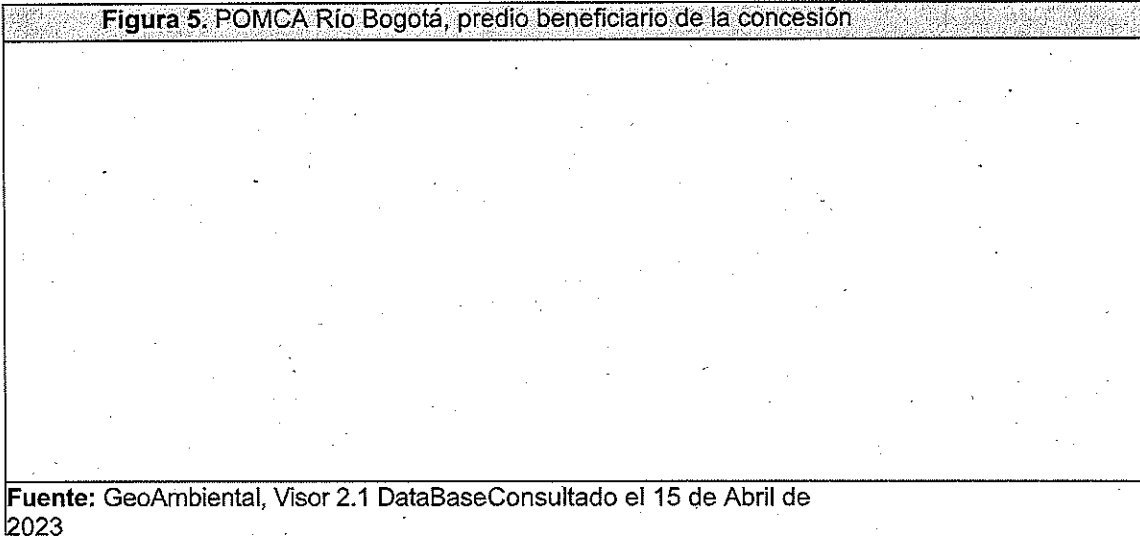 Figura 5. POMCA Río Bogotá, predio beneficiario de la concesión
Fuente: GeoAmbiental, Visor 2.1 DataBaseConsultado el 15 de Abril de
2023